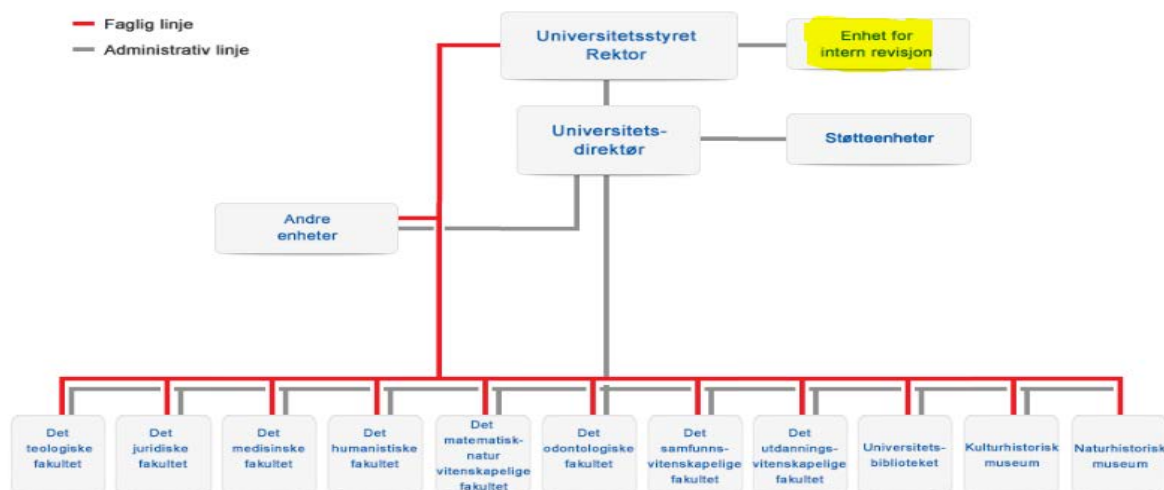 Faglig linje
Administrativ linje
Universitetsstyret
Rektor
Enhet for
intern revisjon
Universitets-
direktør
Støtteenheter
Andre
enheter
Det
teologiske
fakultet
Det
juridiske
fakultet
Det
medisinske
fakultet
Det
humanistiske
fakultet
Det
matematisk-
natur
vitenskapelige
fakultet
Det
odontologiske
fakultet
Det
samfunns-
vitenskapelige
fakultet
Det
utdannings-
vitenskapelige
fakultet
Universitets-
biblioteket
Kulturhistorisk
museum
Naturhistorisk
museum